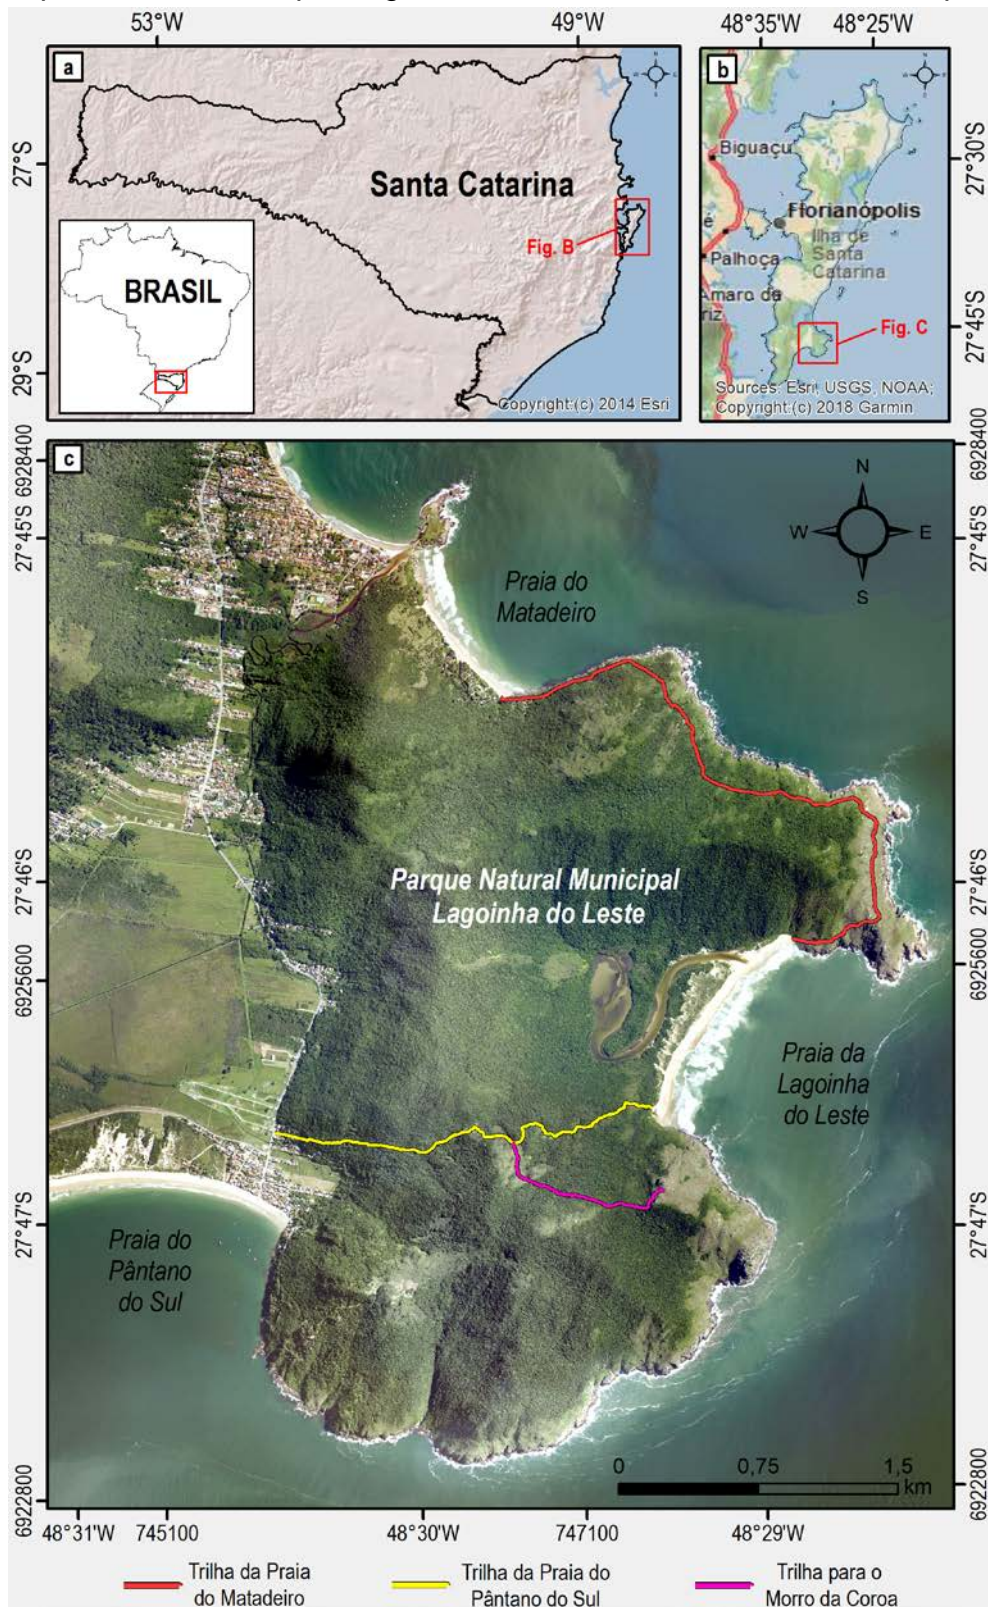 53°W
49°W
48°35'W
48°25'W
a
N
W
E
S
27°S
29°S
Santa Catarina
Fig. B
BRASIL
Copyright:(c) 2014 Esri
b
N
W
E
S
27°30'S
27°45'S
Biguaçu
Florianópolis
Ilha de
Santa
Catarina
é
Palhoça
Amaro da
riz
Fig. C
Sources: Esri, USGS, NOAA;
Copyright:(c) 2018 Garmin
c
6928400
6928400
27°45'S
27°45'S
N
W
E
S
Praia do
Matadeiro
27°46'S
27°46'S
Parque Natural Municipal
Lagoinha do Leste
6925600
6925600
Praia da
Lagoinha
do Leste
27°47'S
27°47'S
Praia do
Pântano
do Sul
0
0,75
1,5
km
6922800
6922800
48°31'W
745100
48°30'W
747100
48°29'W
Trilha da Praia
do Matadeiro
Trilha da Praia do
Pântano do Sul
Trilha para o
Morro da Coroa